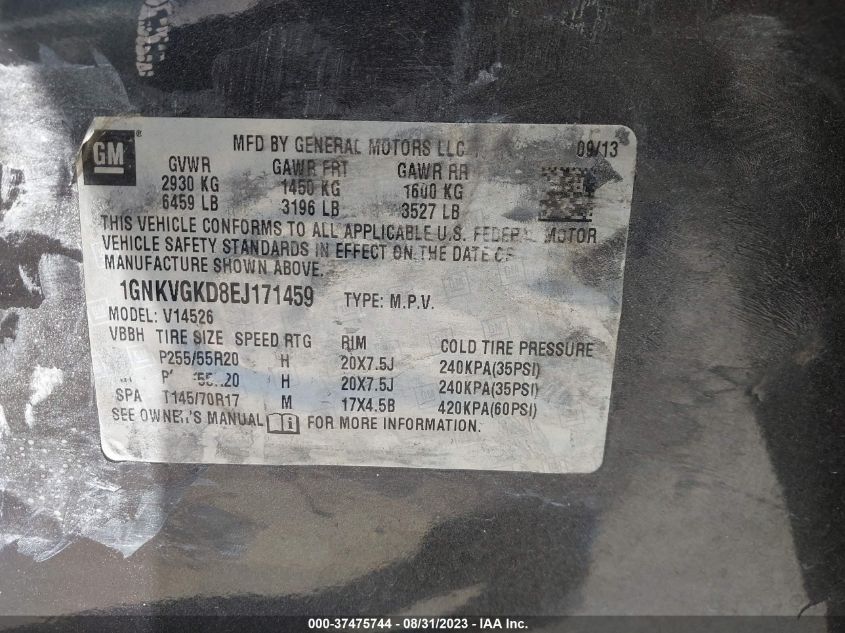 GM ®
MFD BY GENERAL MOTORS LLC 09/13
GVWR GAWR FRT GAWR RR
2930 KG 1450 KG 1600 KG
6459 LB 3196 LB 3527 LB
THIS VEHICLE CONFORMS TO ALL APPLICABLE U.S. FEDERAL MOTOR
VEHICLE SAFETY STANDARDS IN EFFECT ON THE DATE OF
MANUFACTURE SHOWN ABOVE.
1GNKVGKD8EJ171459 TYPE: M.P.V.
MODEL: V14526
VBBH TIRE SIZE SPEED RTG RIM COLD TIRE PRESSURE
P255/55R20 H 20X7.5J 240KPA(35PSI)
H 20X7.5J 240KPA(35PSI)
SPA T145/70R17 M 17X4.5B 420KPA(60PSI)
SEE OWNER'S MANUAL FOR MORE INFORMATION.
000-37475744 - 08/31/2023 - IAA Inc.